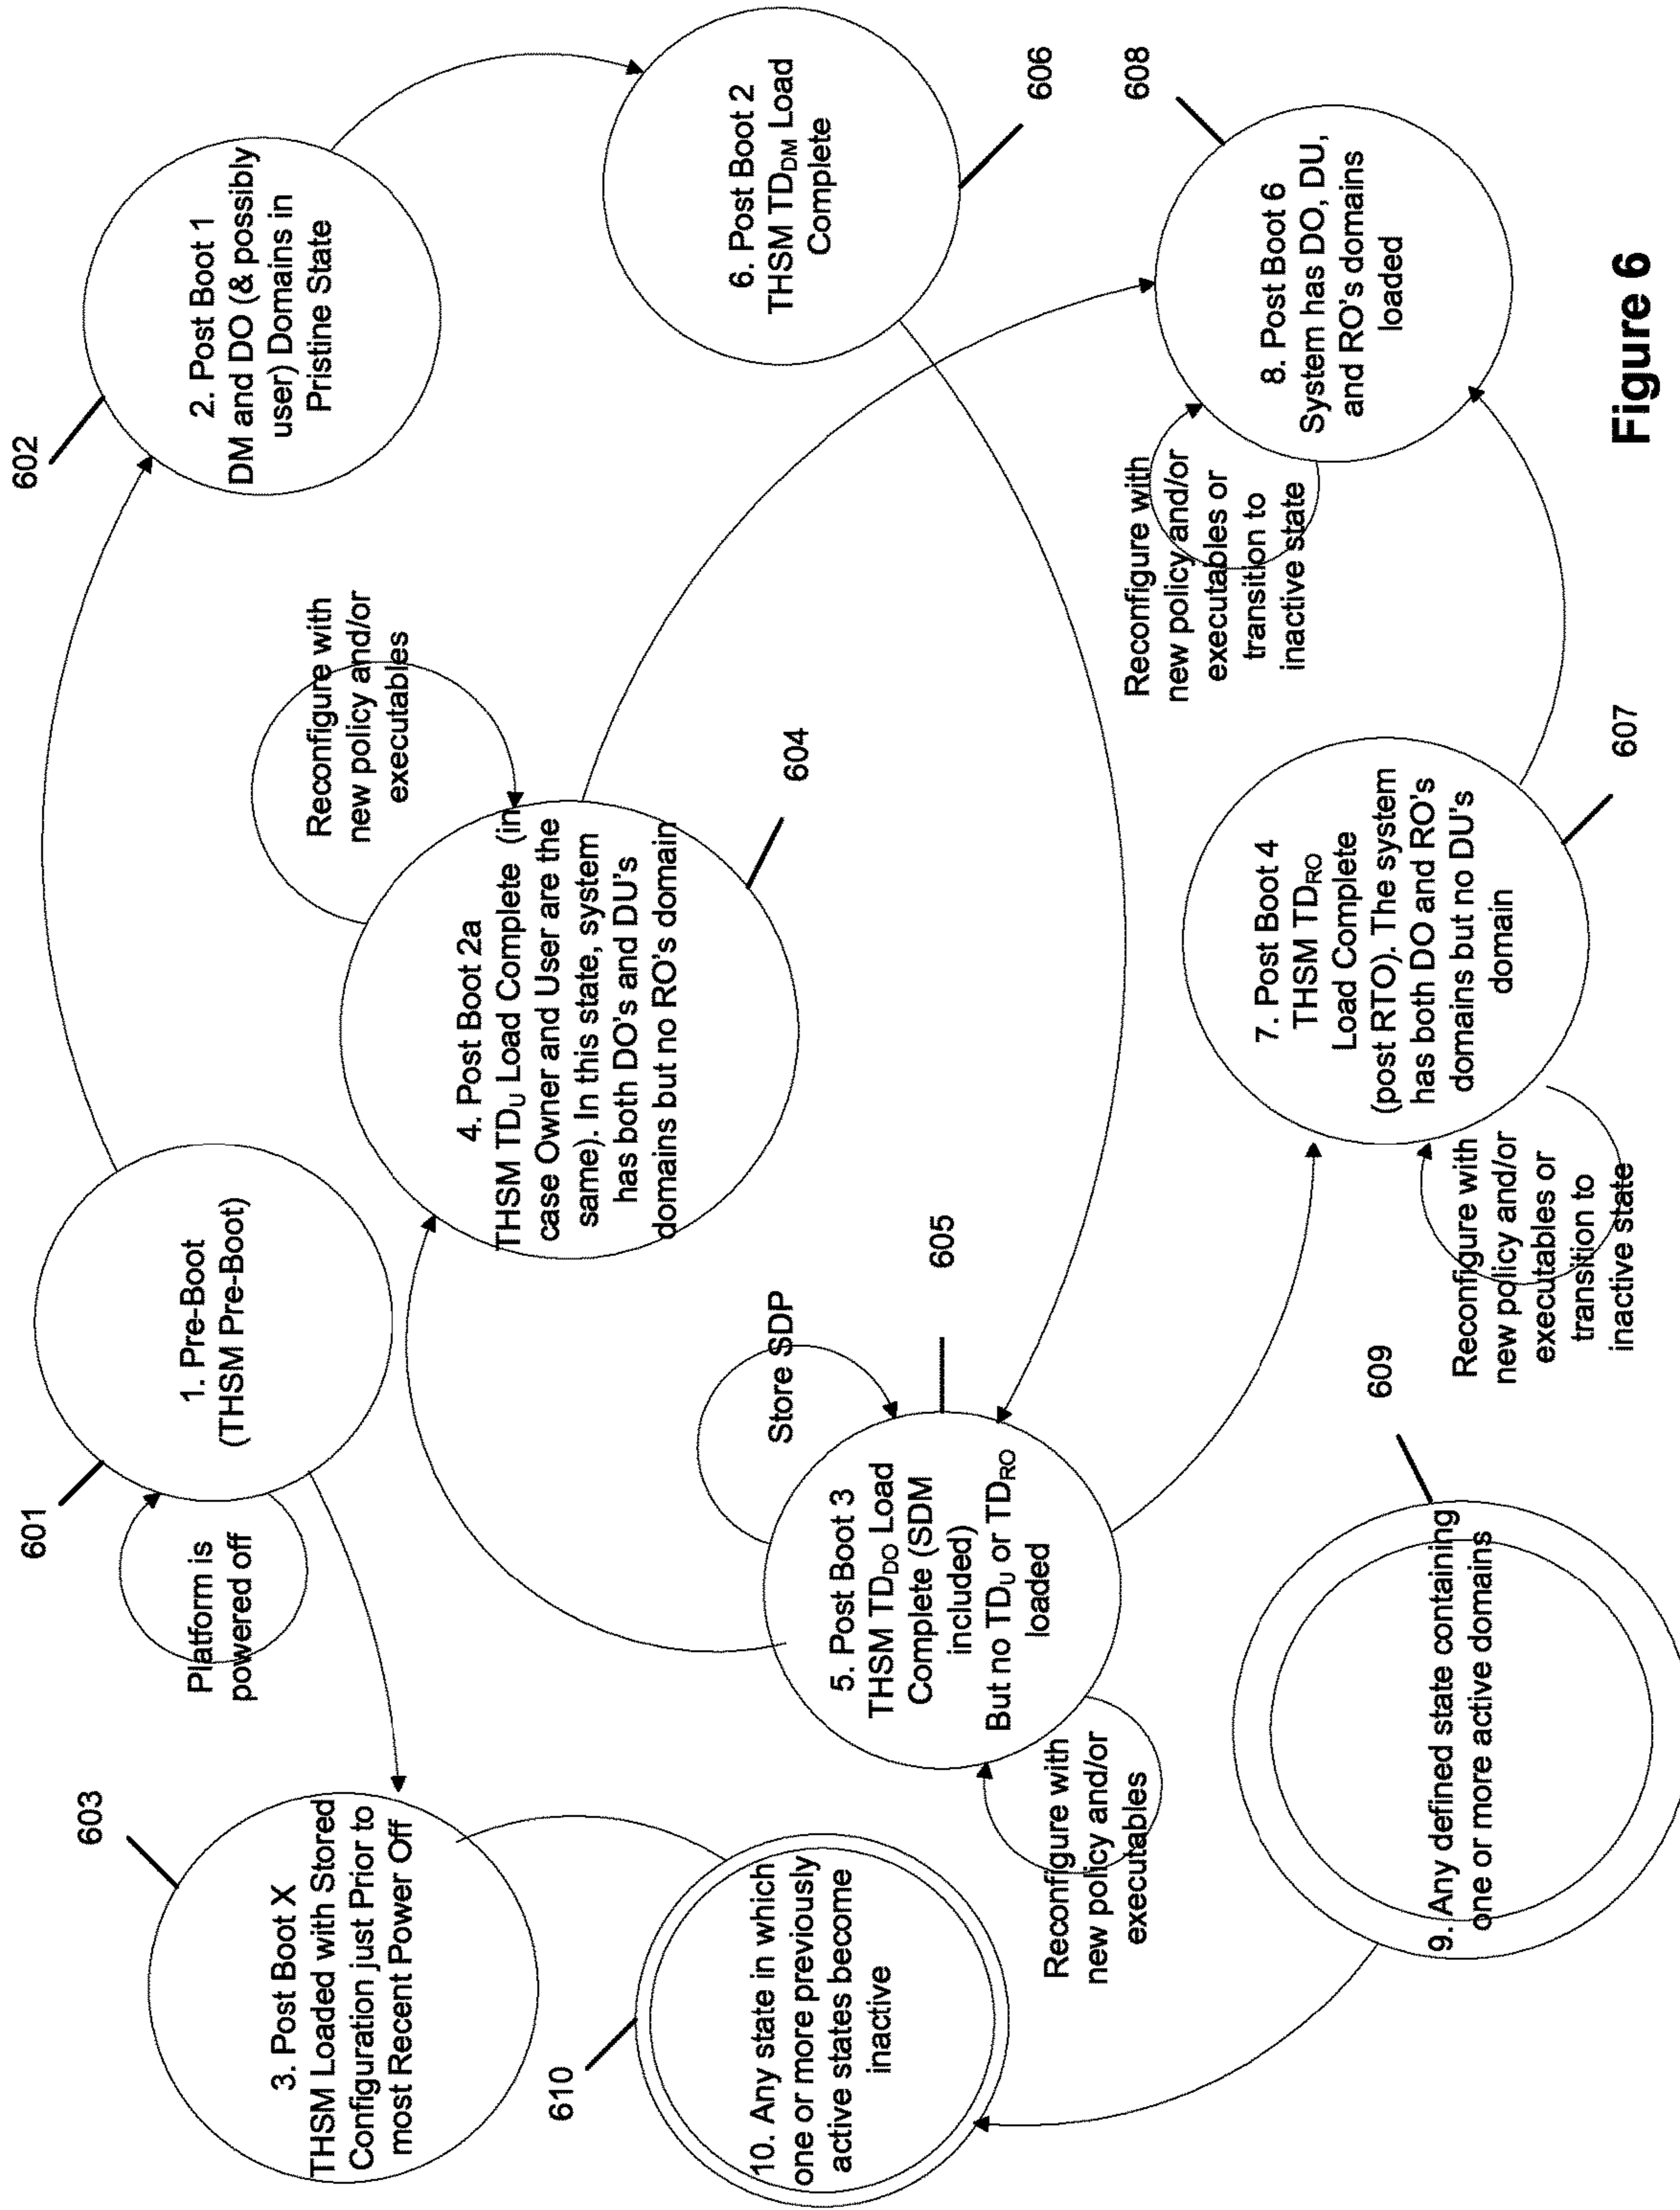 601
1. Pre-Boot
(THSM Pre-Boot)
Platform is
powered off
602
2. Post Boot 1
DM and DO (& possibly
user) Domains in
Pristine State
603
3. Post Boot X
THSM Loaded with Stored
Configuration just Prior to
most Recent Power Off
Reconfigure with
new policy and/or
executables
4. Post Boot 2a
THSM TDU Load Complete (in
case Owner and User are the
same). In this state, system
has both DO's and DU's
domains but no RO's domain
604
6. Post Boot 2
THSM TDDM Load
Complete
606
610
10. Any state in which
one or more previously
active states become
inactive
Store SDP
605
5. Post Boot 3
THSM TDDO Load
Complete (SDM
included)
But no TDU or TDRO
loaded
Reconfigure with
new policy and/or
executables
608
8. Post Boot 6
System has DO, DU,
and RO's domains
loaded
Reconfigure with
new policy and/or
executables or
transition to
inactive state
7. Post Boot 4
THSM TDRO
Load Complete
(post RTO). The system
has both DO and RO's
domains but no DU's
domain
607
Reconfigure with
new policy and/or
executables or
transition to
inactive state
609
9. Any defined state containing
one or more active domains
Figure 6